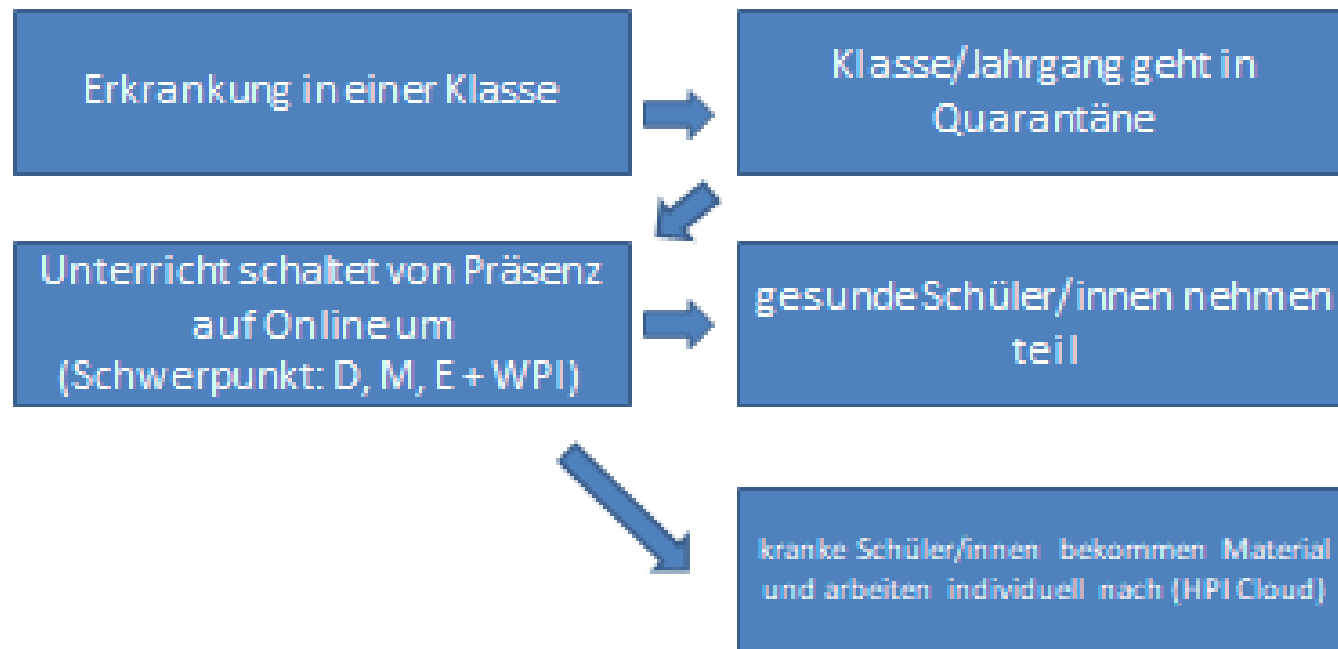 Erkrankung in einer Klasse
Klasse/Jahrgang geht in
Quarantäne
Unterricht schaltet von Präsenz
auf Online um
(Schwerpunkt: D, M, E + WPI)
gesunde Schüler/innen nehmen
teil
kranke Schüler/innen bekommen Material
und arbeiten individuell nach (HPI Cloud)